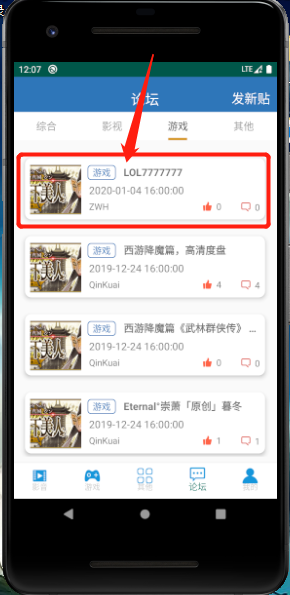 12:07 LTE
论坛 发新贴
综合 影视 游戏 其他
游戏 LOL7777777
2020-01-04 16:00:00
ZWH 0 0
游戏 西游降魔篇，高清度盘
2019-12-24 16:00:00
QinKuai 4 4
游戏 西游降魔篇《武林群侠传》 ...
2019-12-24 16:00:00
QinKuai 0 0
游戏 Eternal°崇萧「原创」暮冬
2019-12-24 16:00:00
QinKuai 1 1
影音 游戏 其他 论坛 我的